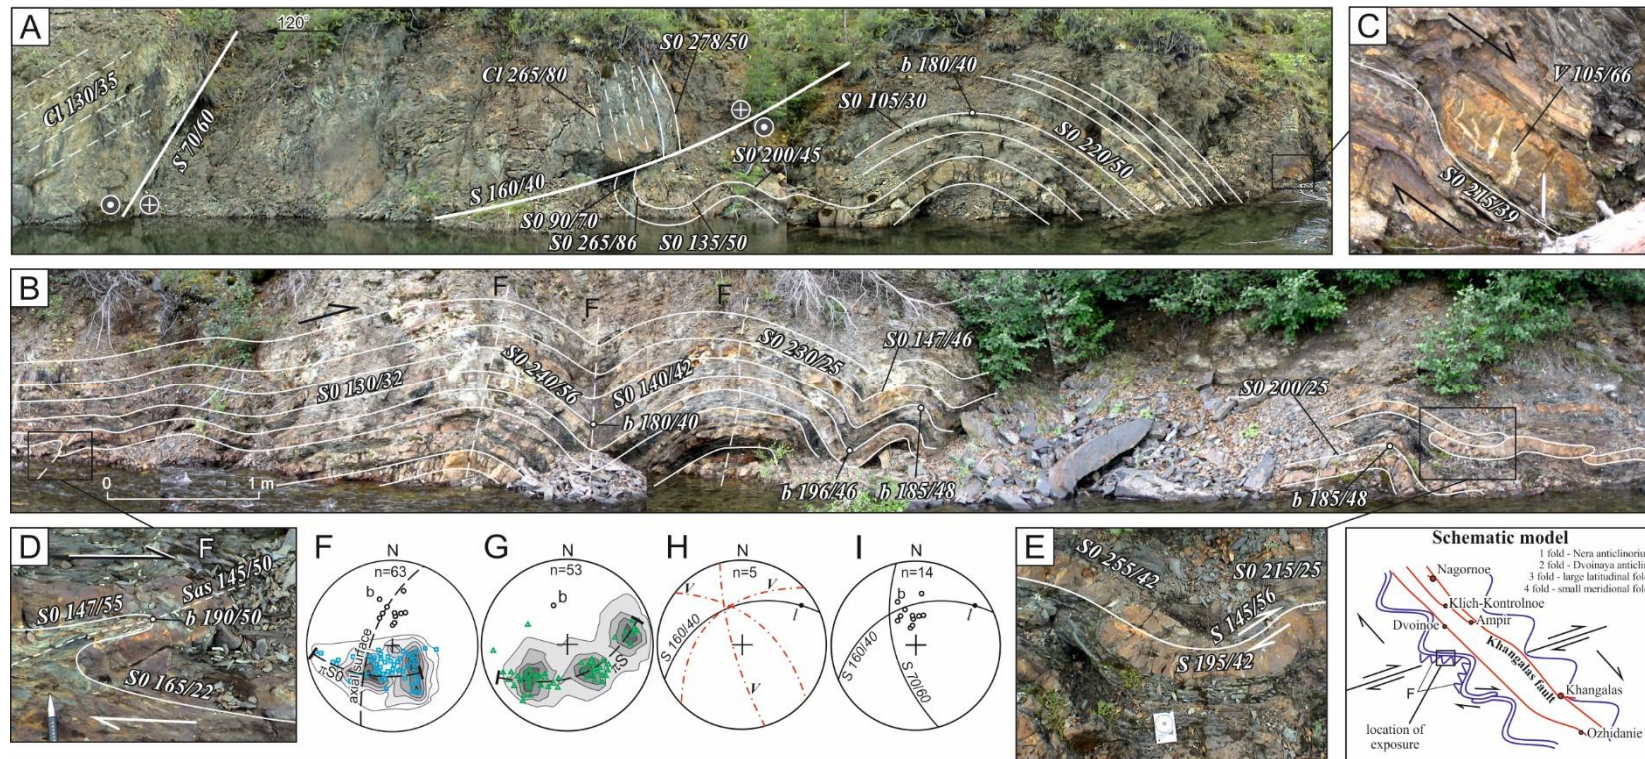 A
120°
Cl 130/35
S 70/60
Cl 265/80
S0 278/50
b 180/40
S0 105/30
S0 220/50
S0 200/45
S 160/40
S0 90/70
S0 265/86
S0 135/50
C
V 105/66
S0 215/39
B
F
F
F
S0 130/32
S0 240/56
S0 140/42
b 180/40
S0 230/25
S0 147/46
b 196/46
b 185/48
S0 200/25
b 185/48
0
1 m
D
F
Sas 145/50
S0 147/55
b 190/50
S0 165/22
F
N
n=63
b
πS0
axial surface
G
N
n=53
b
πS
H
N
n=5
V
V
V
l
S 160/40
I
N
n=14
b
l
S 160/40
S 70/60
E
S0 255/42
S0 215/25
S 145/56
S 195/42
Schematic model
1 fold - Nera anticlinoriu
2 fold - Dvoinaya anticlin
3 fold - large latitudinal fold
4 fold - small meridional fold
Nagornoe
Klich-Kontrolnoe
Dvoinoe
Ampir
Khangalas fault
Khangalas
F
location of
exposure
Ozhidanie